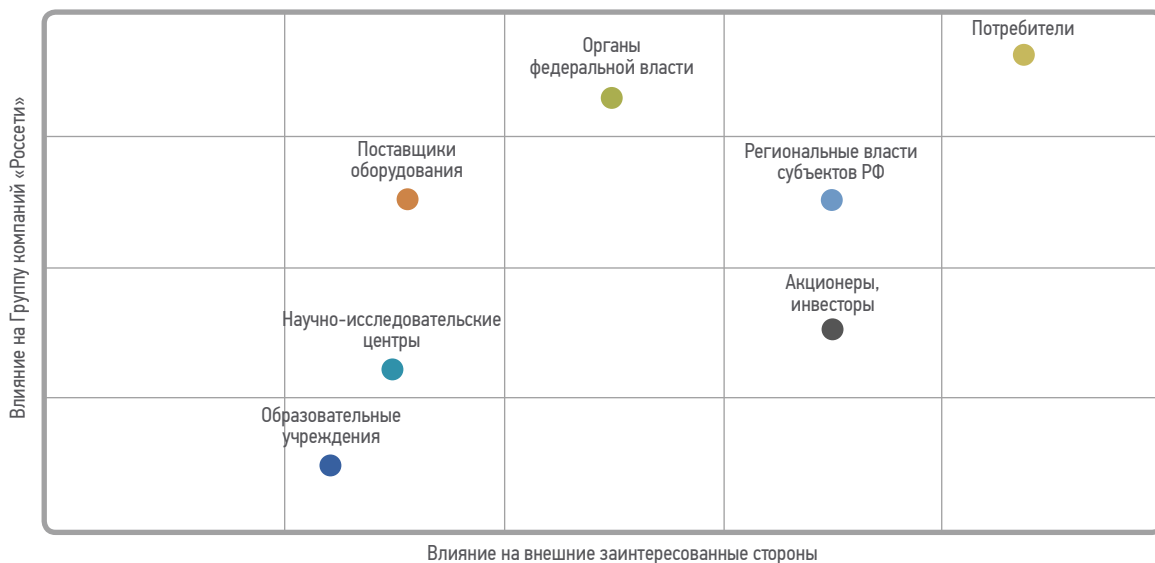 Потребители
Органы
федеральной власти
Поставщики
оборудования
Региональные власти
субъектов РФ
Акционеры,
инвесторы
Научно-исследовательские
центры
Образовательные
учреждения
Влияние на Группу компаний «Россети»
Влияние на внешние заинтересованные стороны